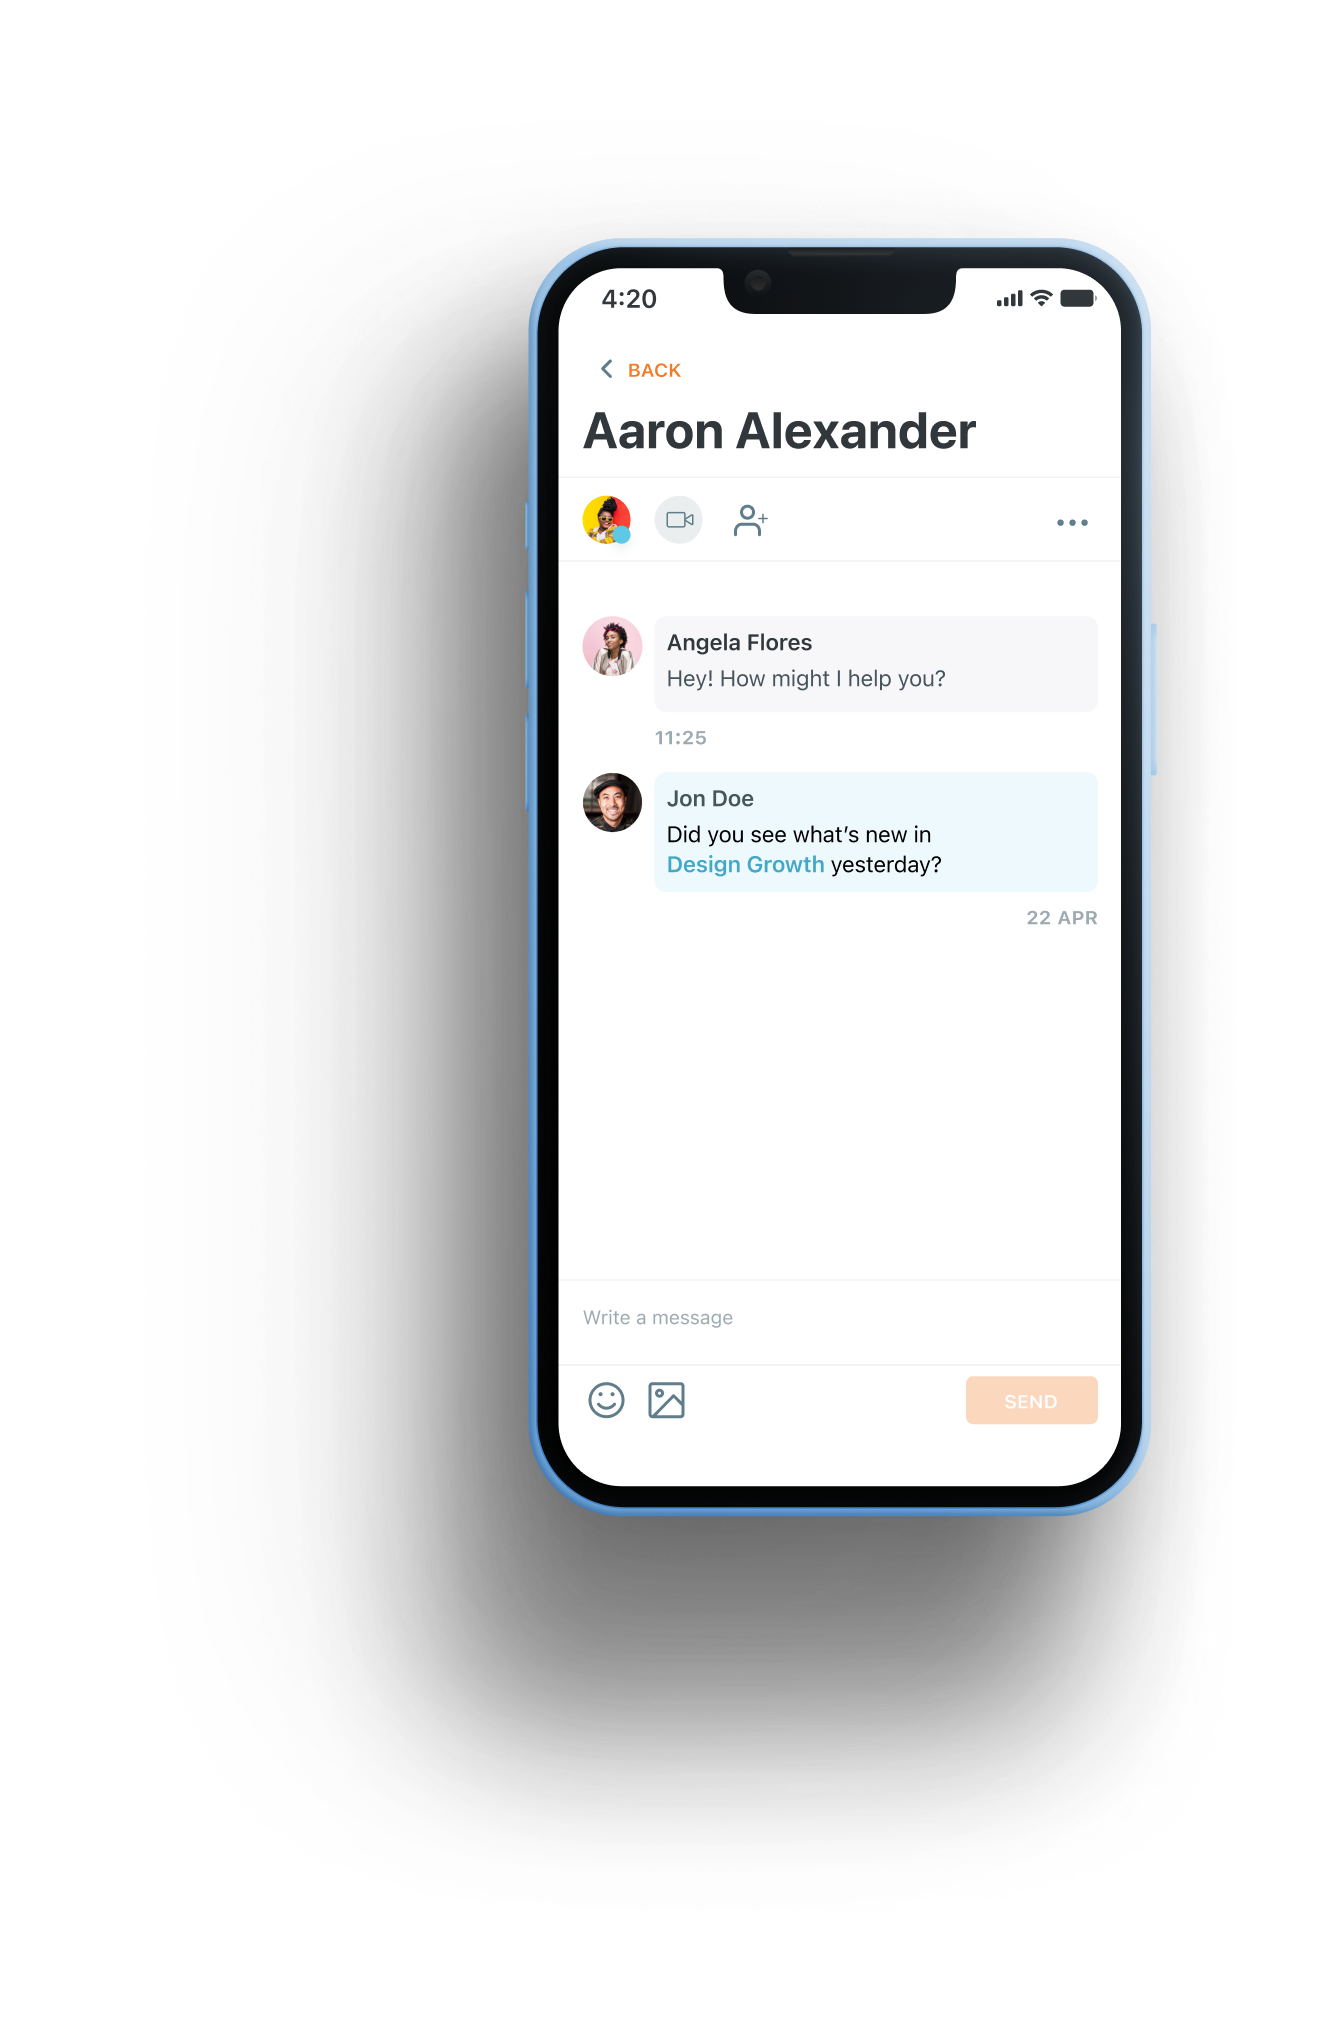 4:20
BACK
Aaron Alexander
Angela Flores
Hey! How might I help you?
11:25
Jon Doe
Did you see what’s new in
Design Growth yesterday?
22 APR
Write a message
SEND